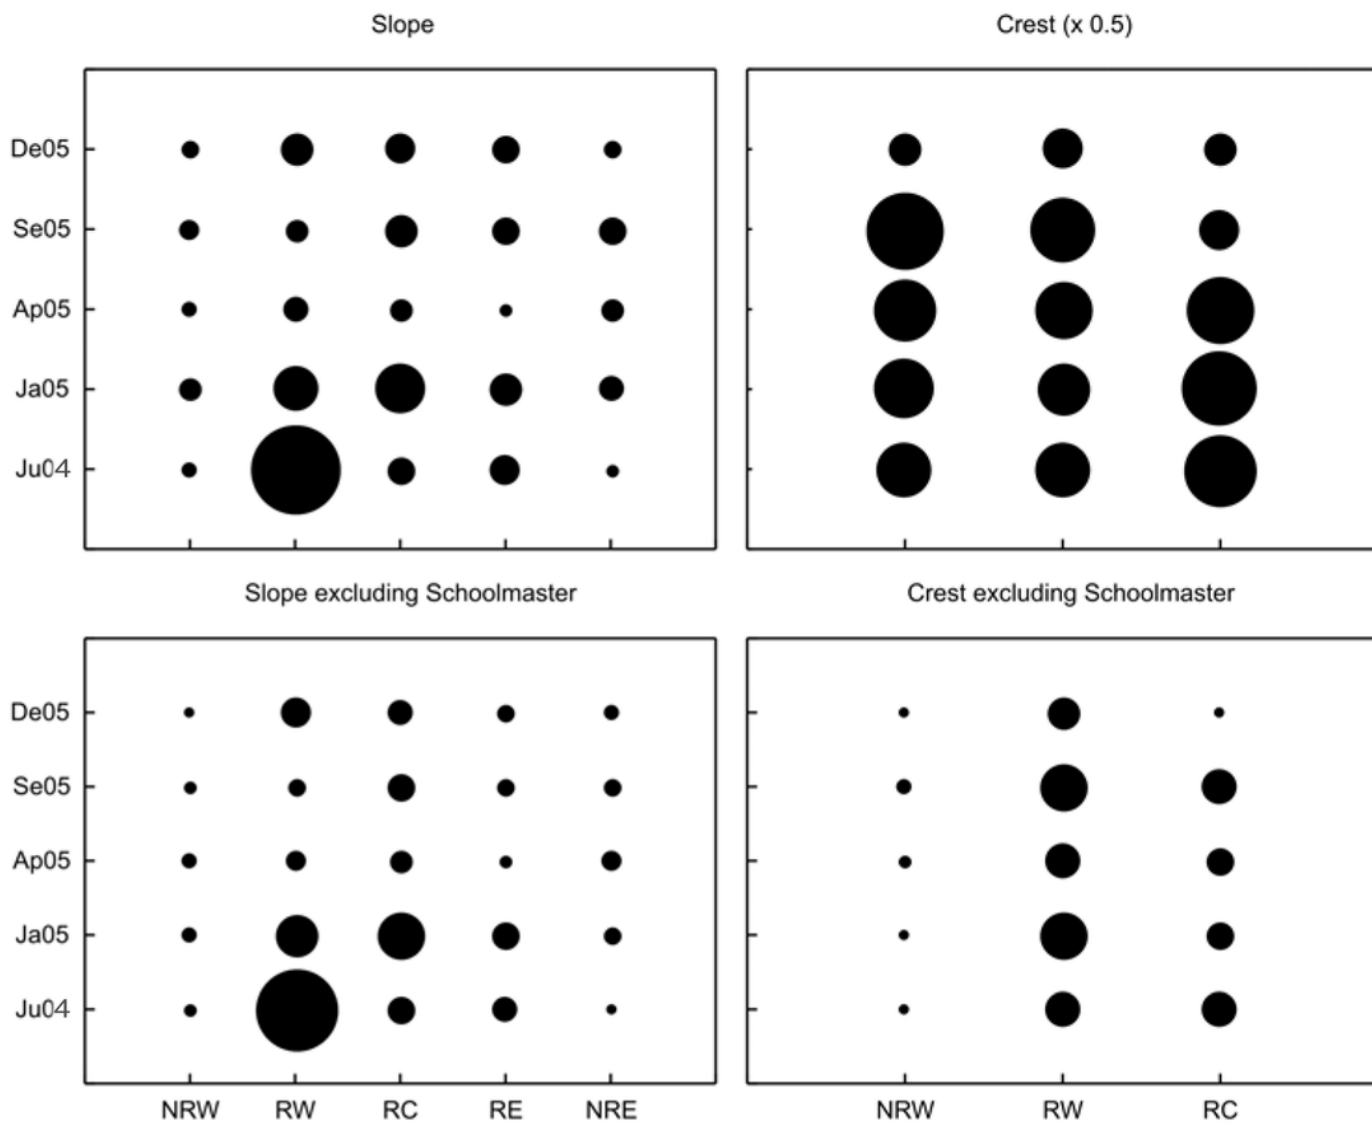 Slope
Crest (x 0.5)
De05
Se05
Ap05
Ja05
Ju04
Slope excluding Schoolmaster
Crest excluding Schoolmaster
De05
Se05
Ap05
Ja05
Ju04
NRW RW RC RE NRE
NRW RW RC